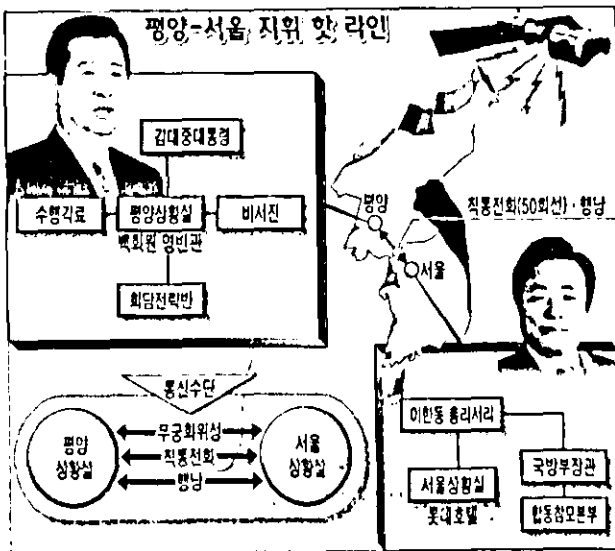 평양-서울 지휘 핫 라인
김대중대통령
수행각료
평양상황실
비서진
백화원 영빈관
회담전략반
평양
서울
직통전화(50회선)·행낭
통신수단
평양
상황실
무궁화위성
직통전화
행낭
서울
상황실
이한동 총리서리
서울상황실
롯데호텔
국방부장관
합동참모본부